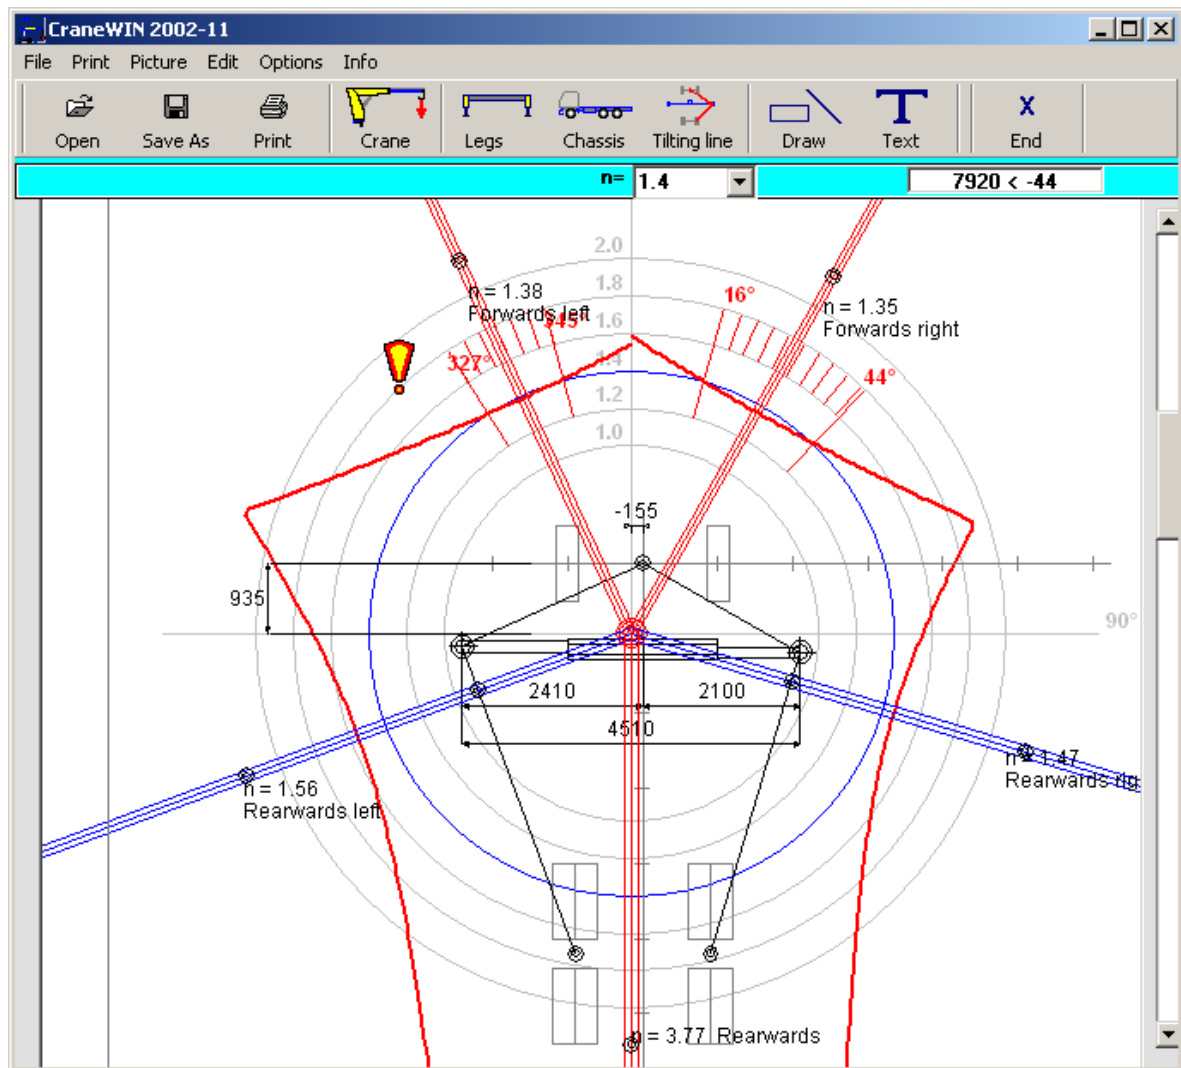 CraneWIN 2002-11
File Print Picture Edit Options Info
Open Save As Print Crane Legs Chassis Tilting line Draw Text X End
n= 1.4 7920 < -44
2.0
1.8
1.6
1.4
1.2
1.0
n = 1.38
Forwards left
345°
327°
16°
n = 1.35
Forwards right
44°
-155
935
90°
2410 2100
4510
n = 1.56
Rearwards left
n = 1.47
Rearwards rig
n = 3.77 Rearwards